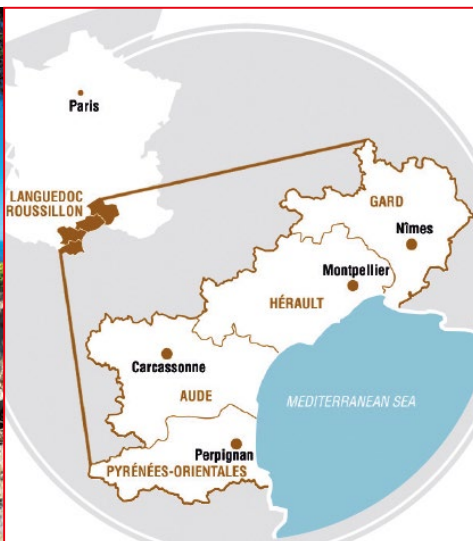 Paris
LANGUEDOC
ROUSSILLON
GARD
Nîmes
Montpellier
HÉRAULT
Carcassonne
AUDE
MEDITERRANEAN SEA
Perpignan
PYRÉNÉES-ORIENTALES